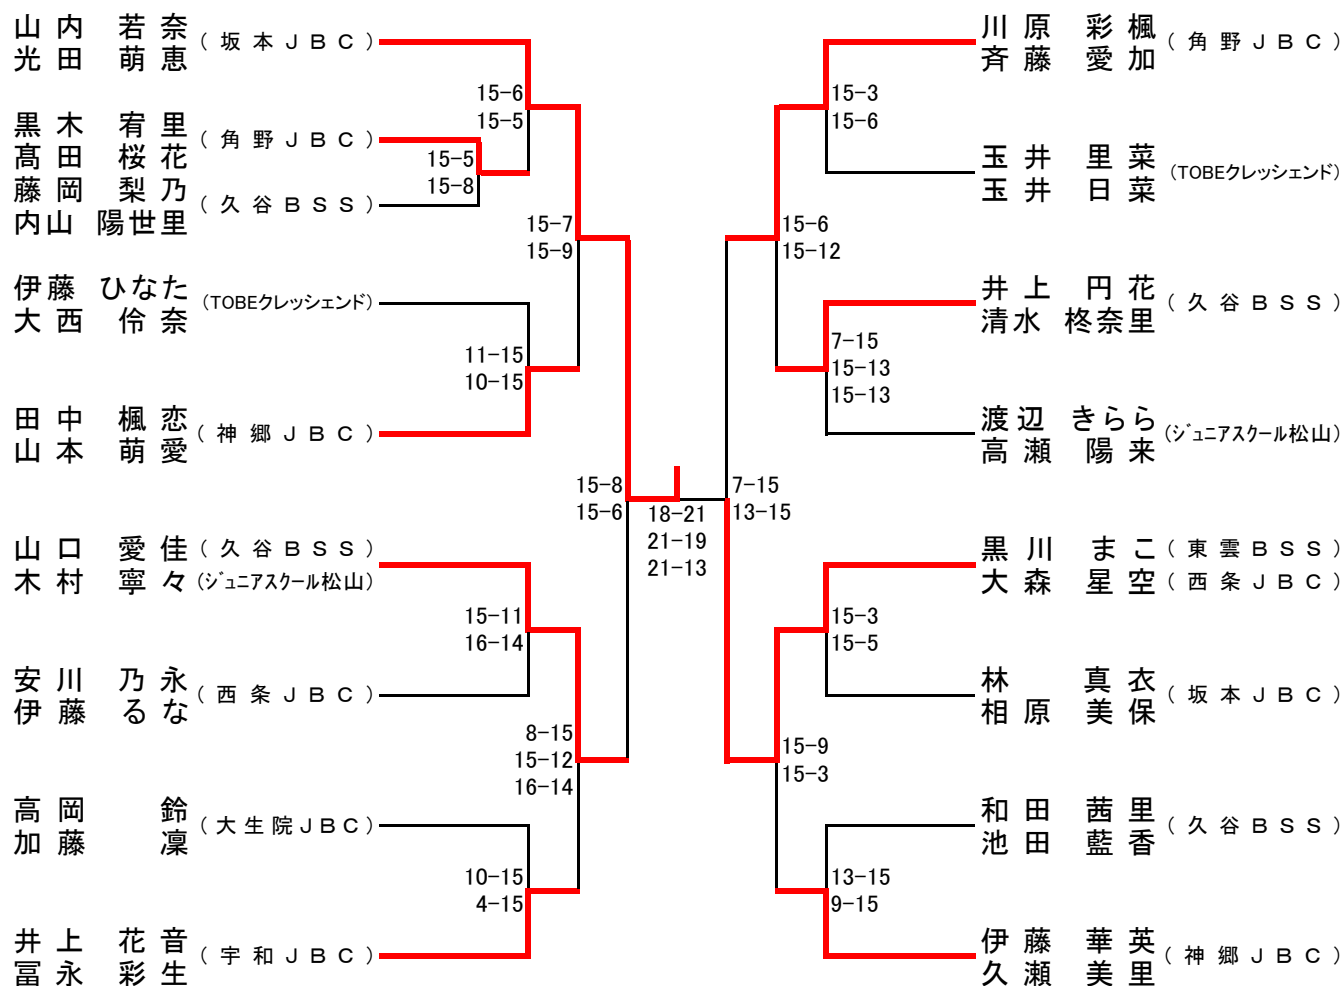 山内 若奈
光田 萌恵
(坂本JBC)
15-6
15-5
黒木 宥里
髙田 桜花
(角野JBC)
15-5
15-8
藤岡 梨乃
内山 陽世里
(久谷BSS)
15-7
15-9
伊藤 ひなた
大西 伶奈
(TOBEクレッシェンド)
11-15
10-15
田中 楓恋
山本 萌愛
(神郷JBC)
15-8
15-6
山口 愛佳
(久谷BSS)
木村 寧々
(ジュニアスクール松山)
15-11
16-14
安川 乃永
伊藤 るな
(西条JBC)
8-15
15-12
16-14
高岡 鈴
加藤 凜
(大生院JBC)
10-15
4-15
井上 花音
冨永 彩生
(宇和JBC)
18-21
21-19
21-13
川原 彩楓
斉藤 愛加
(角野JBC)
15-3
15-6
玉井 里菜
玉井 日菜
(TOBEクレッシェンド)
15-6
15-12
井上 円花
清水 柊奈里
(久谷BSS)
7-15
15-13
15-13
渡辺 きらら
高瀬 陽来
(ジュニアスクール松山)
7-15
13-15
黒川 まこ
(東雲BSS)
大森 星空
(西条JBC)
15-3
15-5
林 真衣
相原 美保
(坂本JBC)
15-9
15-3
和田 茜里
池田 藍香
(久谷BSS)
13-15
9-15
伊藤 華英
久瀬 美里
(神郷JBC)